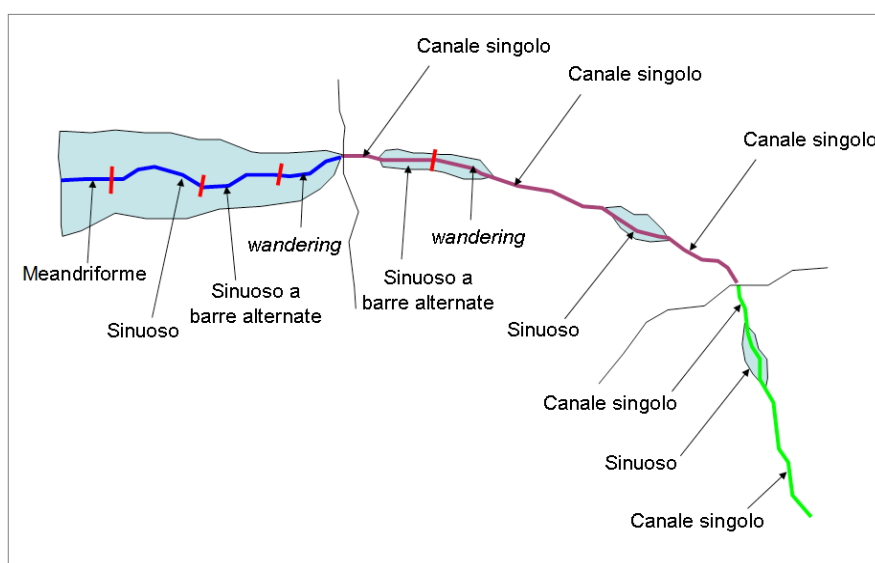 Canale singolo
Canale singolo
Canale singolo
wandering
wandering
Meandriforme
Sinuoso a
barre alternate
Sinuoso a
barre alternate
Sinuoso
Sinuoso
Canale singolo
Sinuoso
Canale singolo